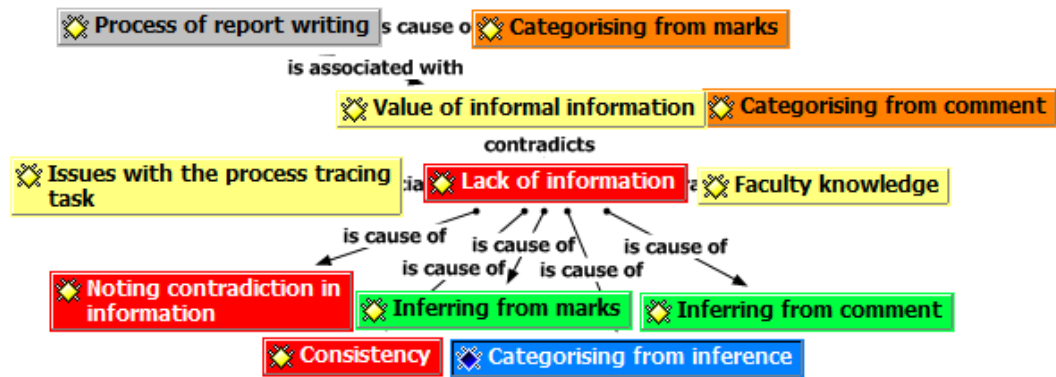 Process of report writing is cause o Categorising from marks
is associated with
Value of informal information Categorising from comment
contradicts
Issues with the process tracing
task
Lack of information
Faculty knowledge
is cause of
is cause of
is cause of
is cause of
is cause of
Noting contradiction in
information
Inferring from marks
Inferring from comment
Consistency
Categorising from inference